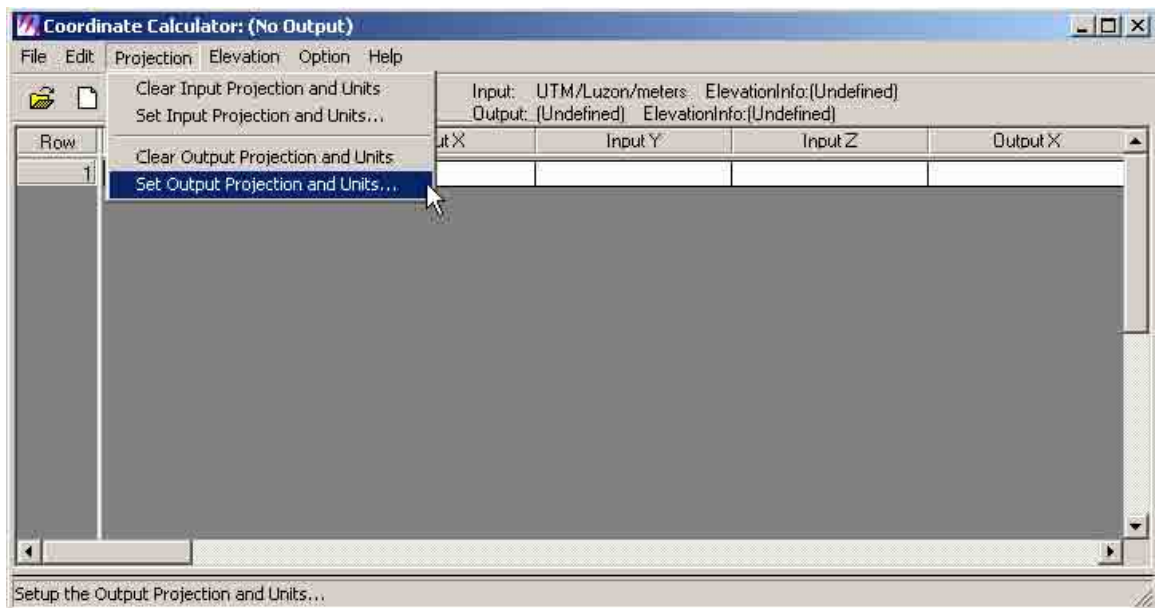 Coordinate Calculator: (No Output)
File Edit Projection Elevation Option Help
Clear Input Projection and Units
Set Input Projection and Units...
Clear Output Projection and Units
Set Output Projection and Units...
Input: UTM/Luzon/meters ElevationInfo:(Undefined)
Output: (Undefined) ElevationInfo:(Undefined)
Row ut X Input Y Input Z Output X
1
Setup the Output Projection and Units...